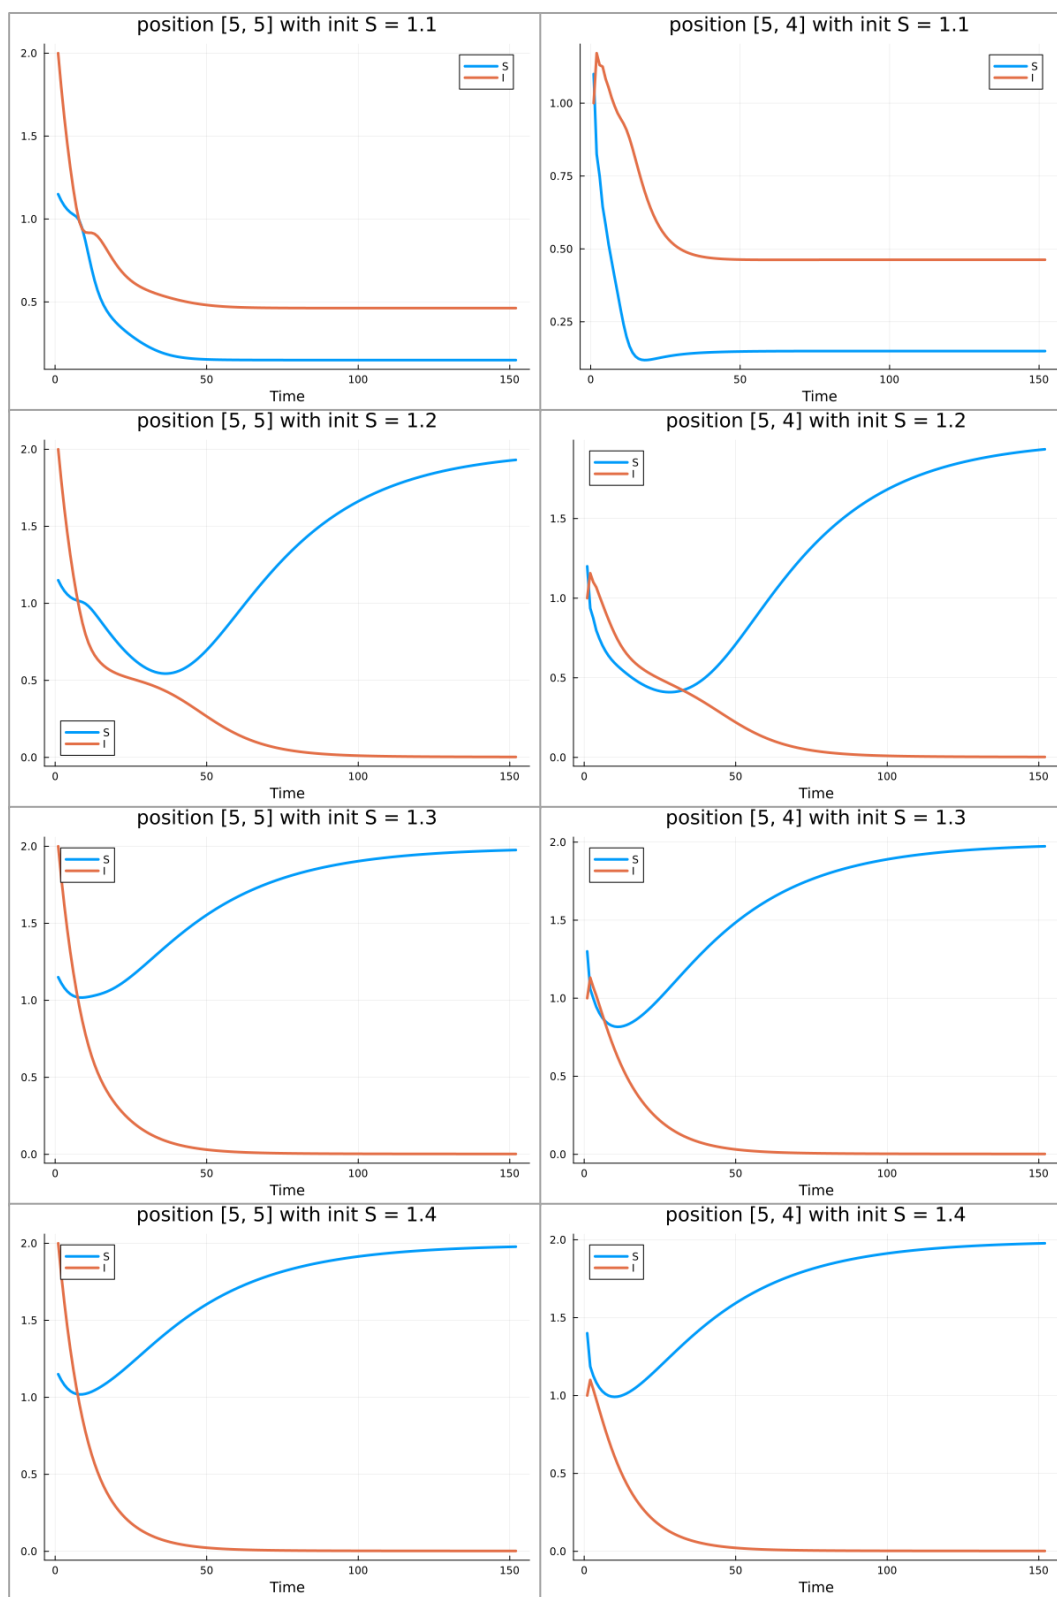 position [5, 5] with init S = 1.1
2.0
1.5
1.0
0.5
S
I
0 50 100 150
Time
position [5, 4] with init S = 1.1
1.00
0.75
0.50
0.25
S
I
0 50 100 150
Time
position [5, 5] with init S = 1.2
2.0
1.5
1.0
0.5
0.0
S
I
0 50 100 150
Time
position [5, 4] with init S = 1.2
S
I
1.5
1.0
0.5
0.0
0 50 100 150
Time
position [5, 5] with init S = 1.3
S
I
2.0
1.5
1.0
0.5
0.0
0 50 100 150
Time
position [5, 4] with init S = 1.3
S
I
2.0
1.5
1.0
0.5
0.0
0 50 100 150
Time
position [5, 5] with init S = 1.4
S
I
2.0
1.5
1.0
0.5
0.0
0 50 100 150
Time
position [5, 4] with init S = 1.4
S
I
2.0
1.5
1.0
0.5
0.0
0 50 100 150
Time